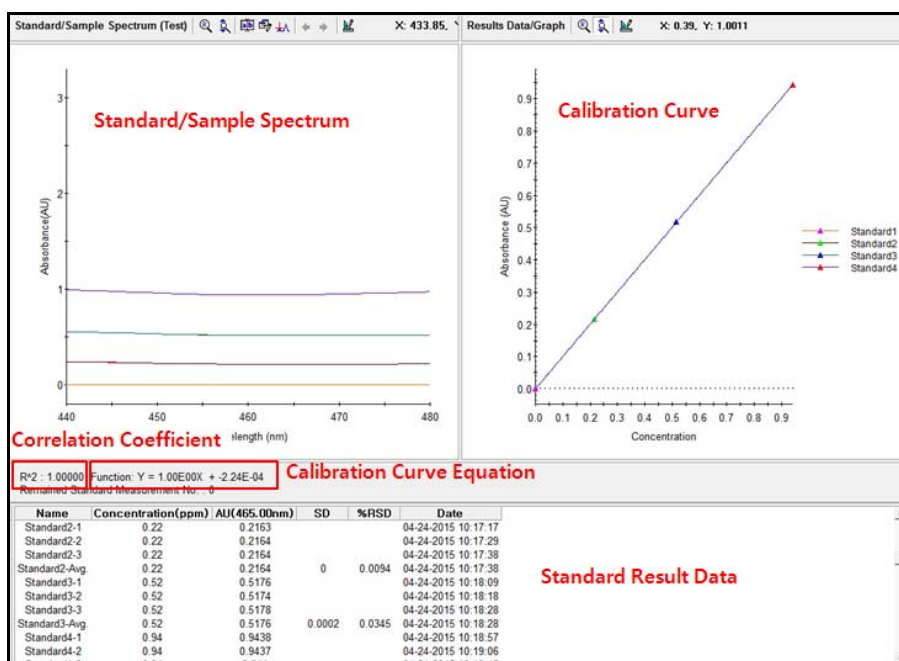 Standard/Sample Spectrum (Test) X: 433.85,
Results Data/Graph X: 0.39, Y: 1.0011
Standard/Sample Spectrum
3
2
1
0
Absorbance(AU)
440 450 460 470 480
length (nm)
Calibration Curve
0.9
0.8
0.7
0.6
0.5
0.4
0.3
0.2
0.1
0.0
Absorbance (AU)
0.0 0.1 0.2 0.3 0.4 0.5 0.6 0.7 0.8 0.9
Concentration
Standard1
Standard2
Standard3
Standard4
Correlation Coefficient
R^2 : 1.00000 Function: Y = 1.00E00X + -2.24E-04
Calibration Curve Equation
Remained Standard Measurement No. : 0
Name Concentration(ppm) AU(465.00nm) SD %RSD Date
Standard2-1 0.22 0.2163 04-24-2015 10:17:17
Standard2-2 0.22 0.2164 04-24-2015 10:17:29
Standard2-3 0.22 0.2164 04-24-2015 10:17:38
Standard2-Avg. 0.22 0.2164 0 0.0094 04-24-2015 10:17:38
Standard3-1 0.52 0.5176 04-24-2015 10:18:09
Standard3-2 0.52 0.5174 04-24-2015 10:18:18
Standard3-3 0.52 0.5178 04-24-2015 10:18:28
Standard3-Avg. 0.52 0.5176 0.0002 0.0345 04-24-2015 10:18:28
Standard4-1 0.94 0.9438 04-24-2015 10:18:57
Standard4-2 0.94 0.9437 04-24-2015 10:19:06
Standard Result Data